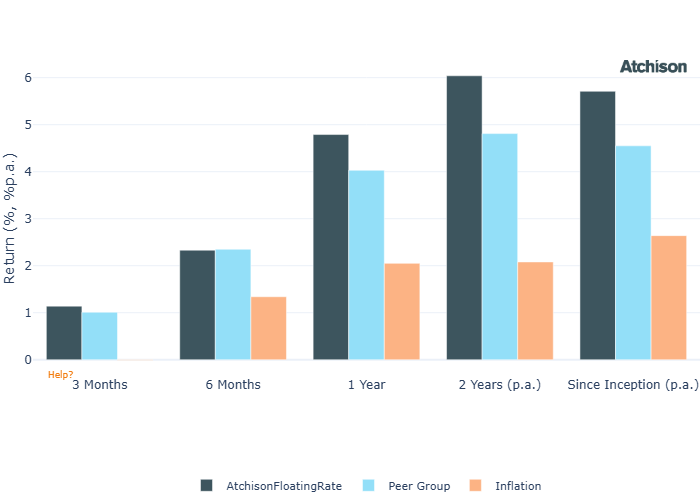 Atchison
Return (%, %p.a.)
6
5
4
3
2
1
0
Help?
3 Months
6 Months
1 Year
2 Years (p.a.)
Since Inception (p.a.)
AtchisonFloatingRate
Peer Group
Inflation